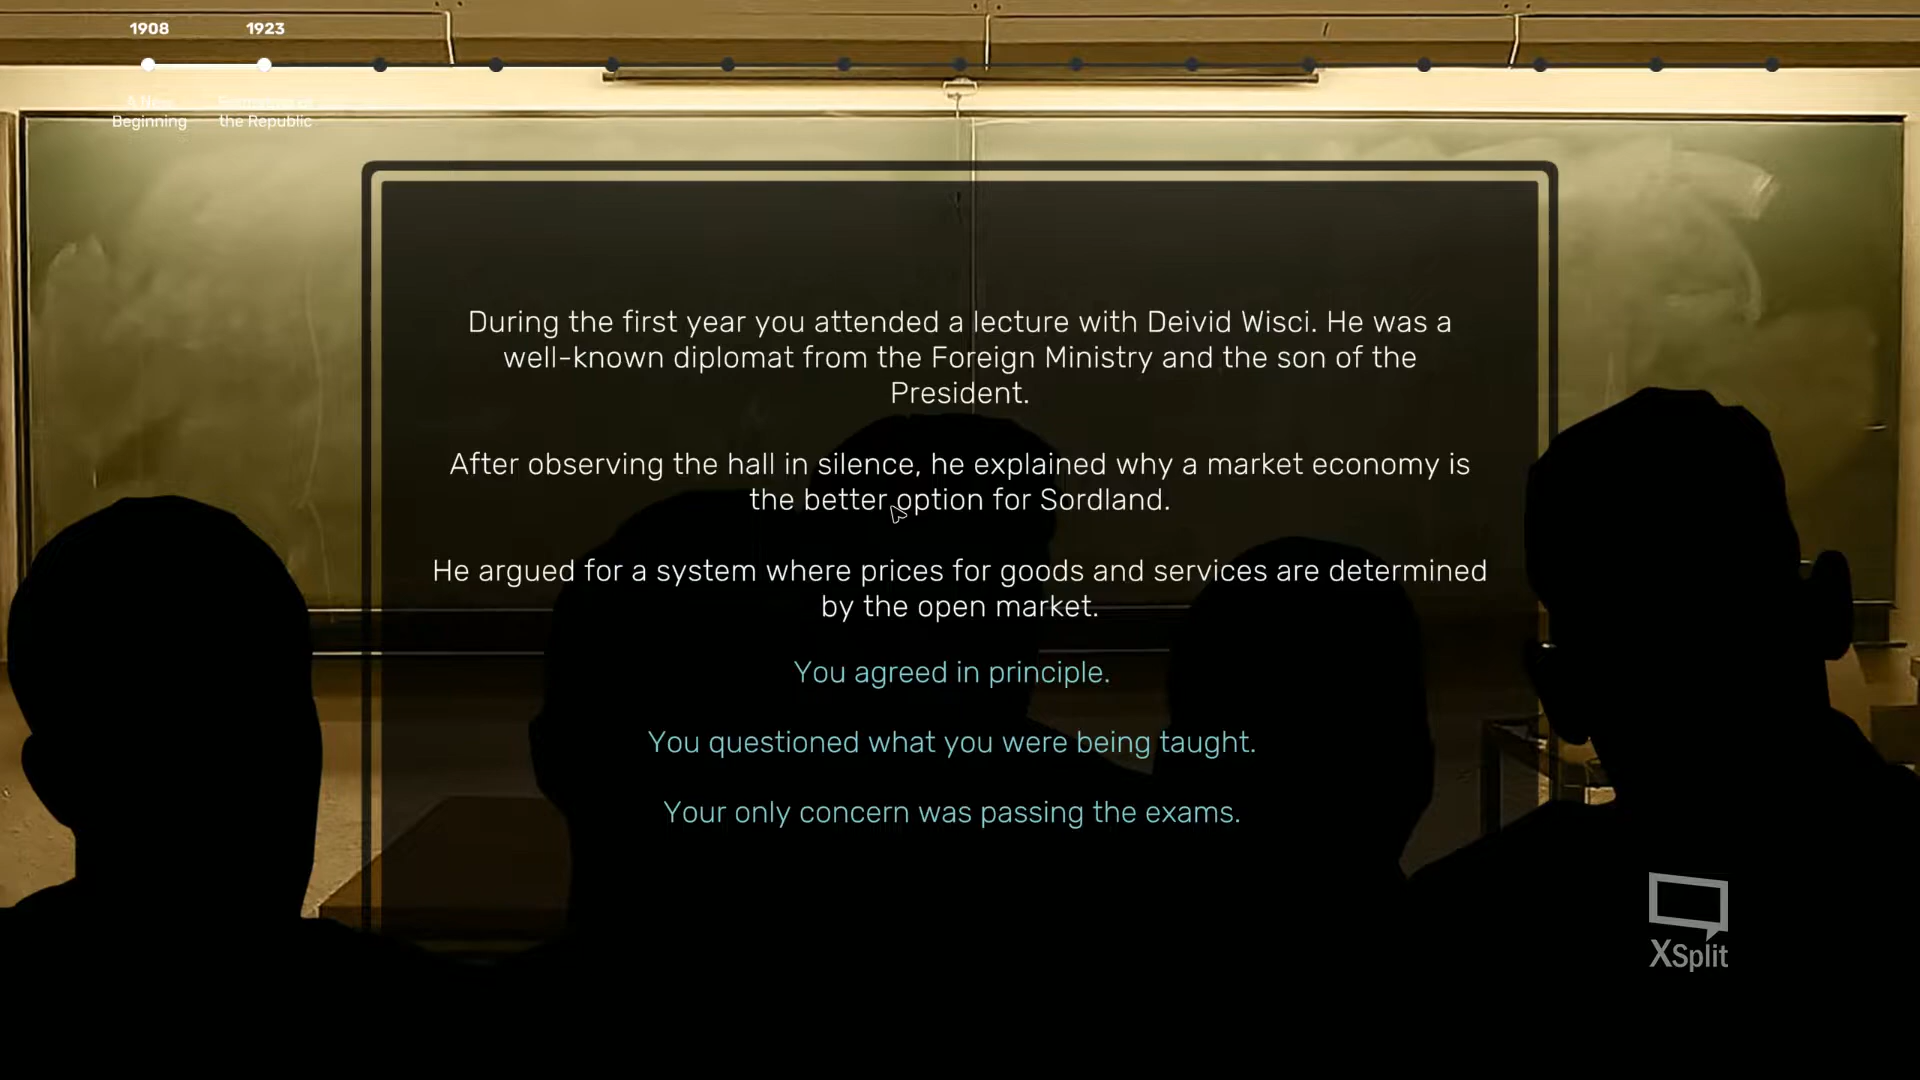 1908 1923
A New
Beginning
the Republic
During the first year you attended a lecture with Deivid Wisci. He was a
well-known diplomat from the Foreign Ministry and the son of the
President.
After observing the hall in silence, he explained why a market economy is
the better option for Sordland.
He argued for a system where prices for goods and services are determined
by the open market.
You agreed in principle.
You questioned what you were being taught.
Your only concern was passing the exams.
XSplit